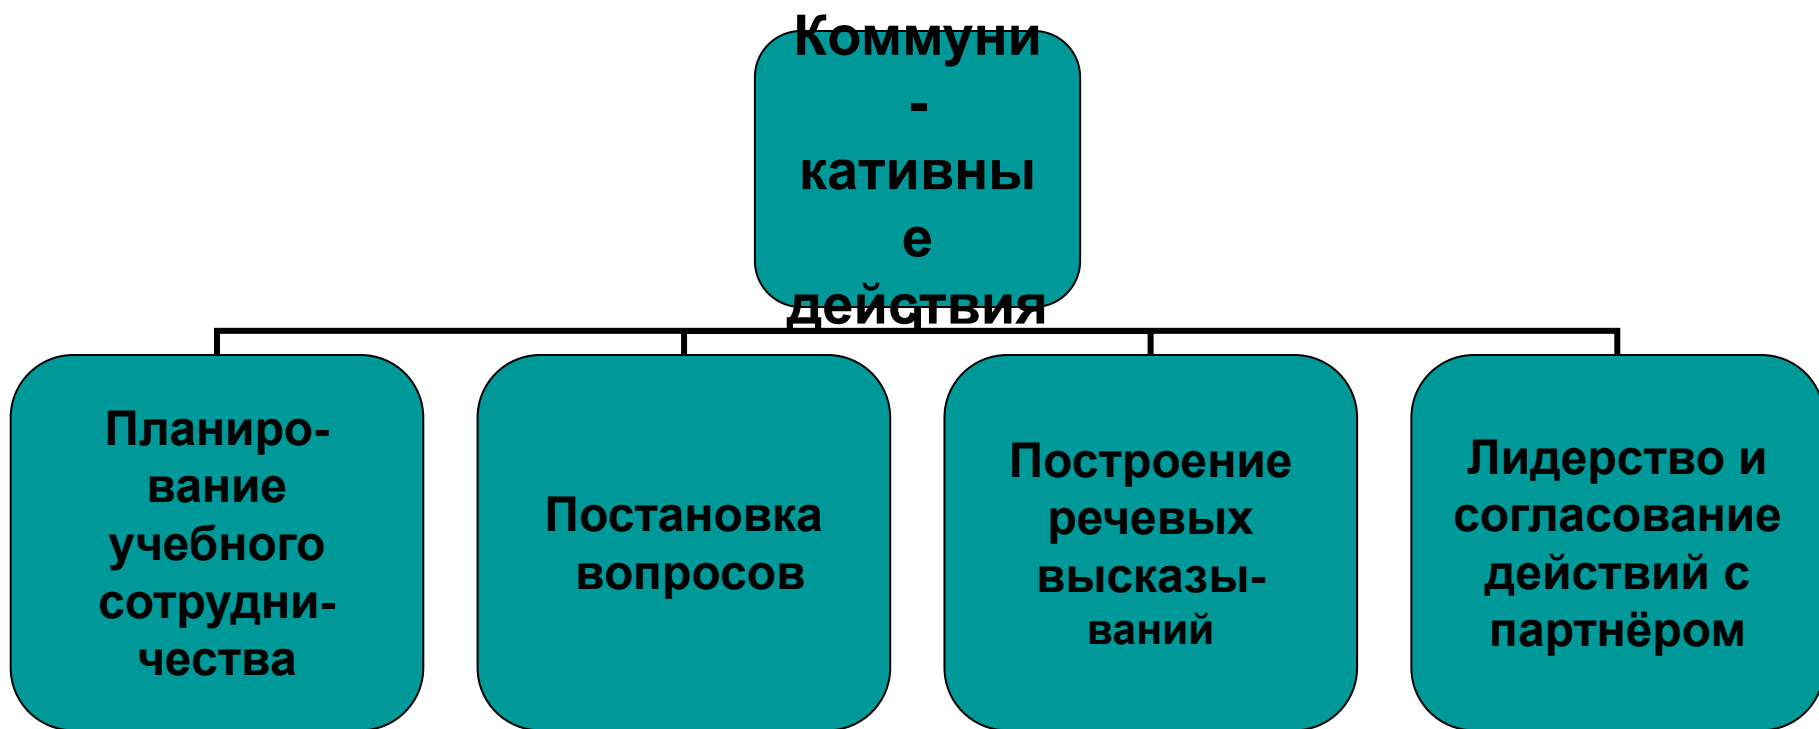 Коммуни
-
кативны
е
действия
Планиро-
вание
учебного
сотрудни-
чества
Постановка
вопросов
Построение
речевых
высказы-
ваний
Лидерство и
согласование
действий с
партнёром